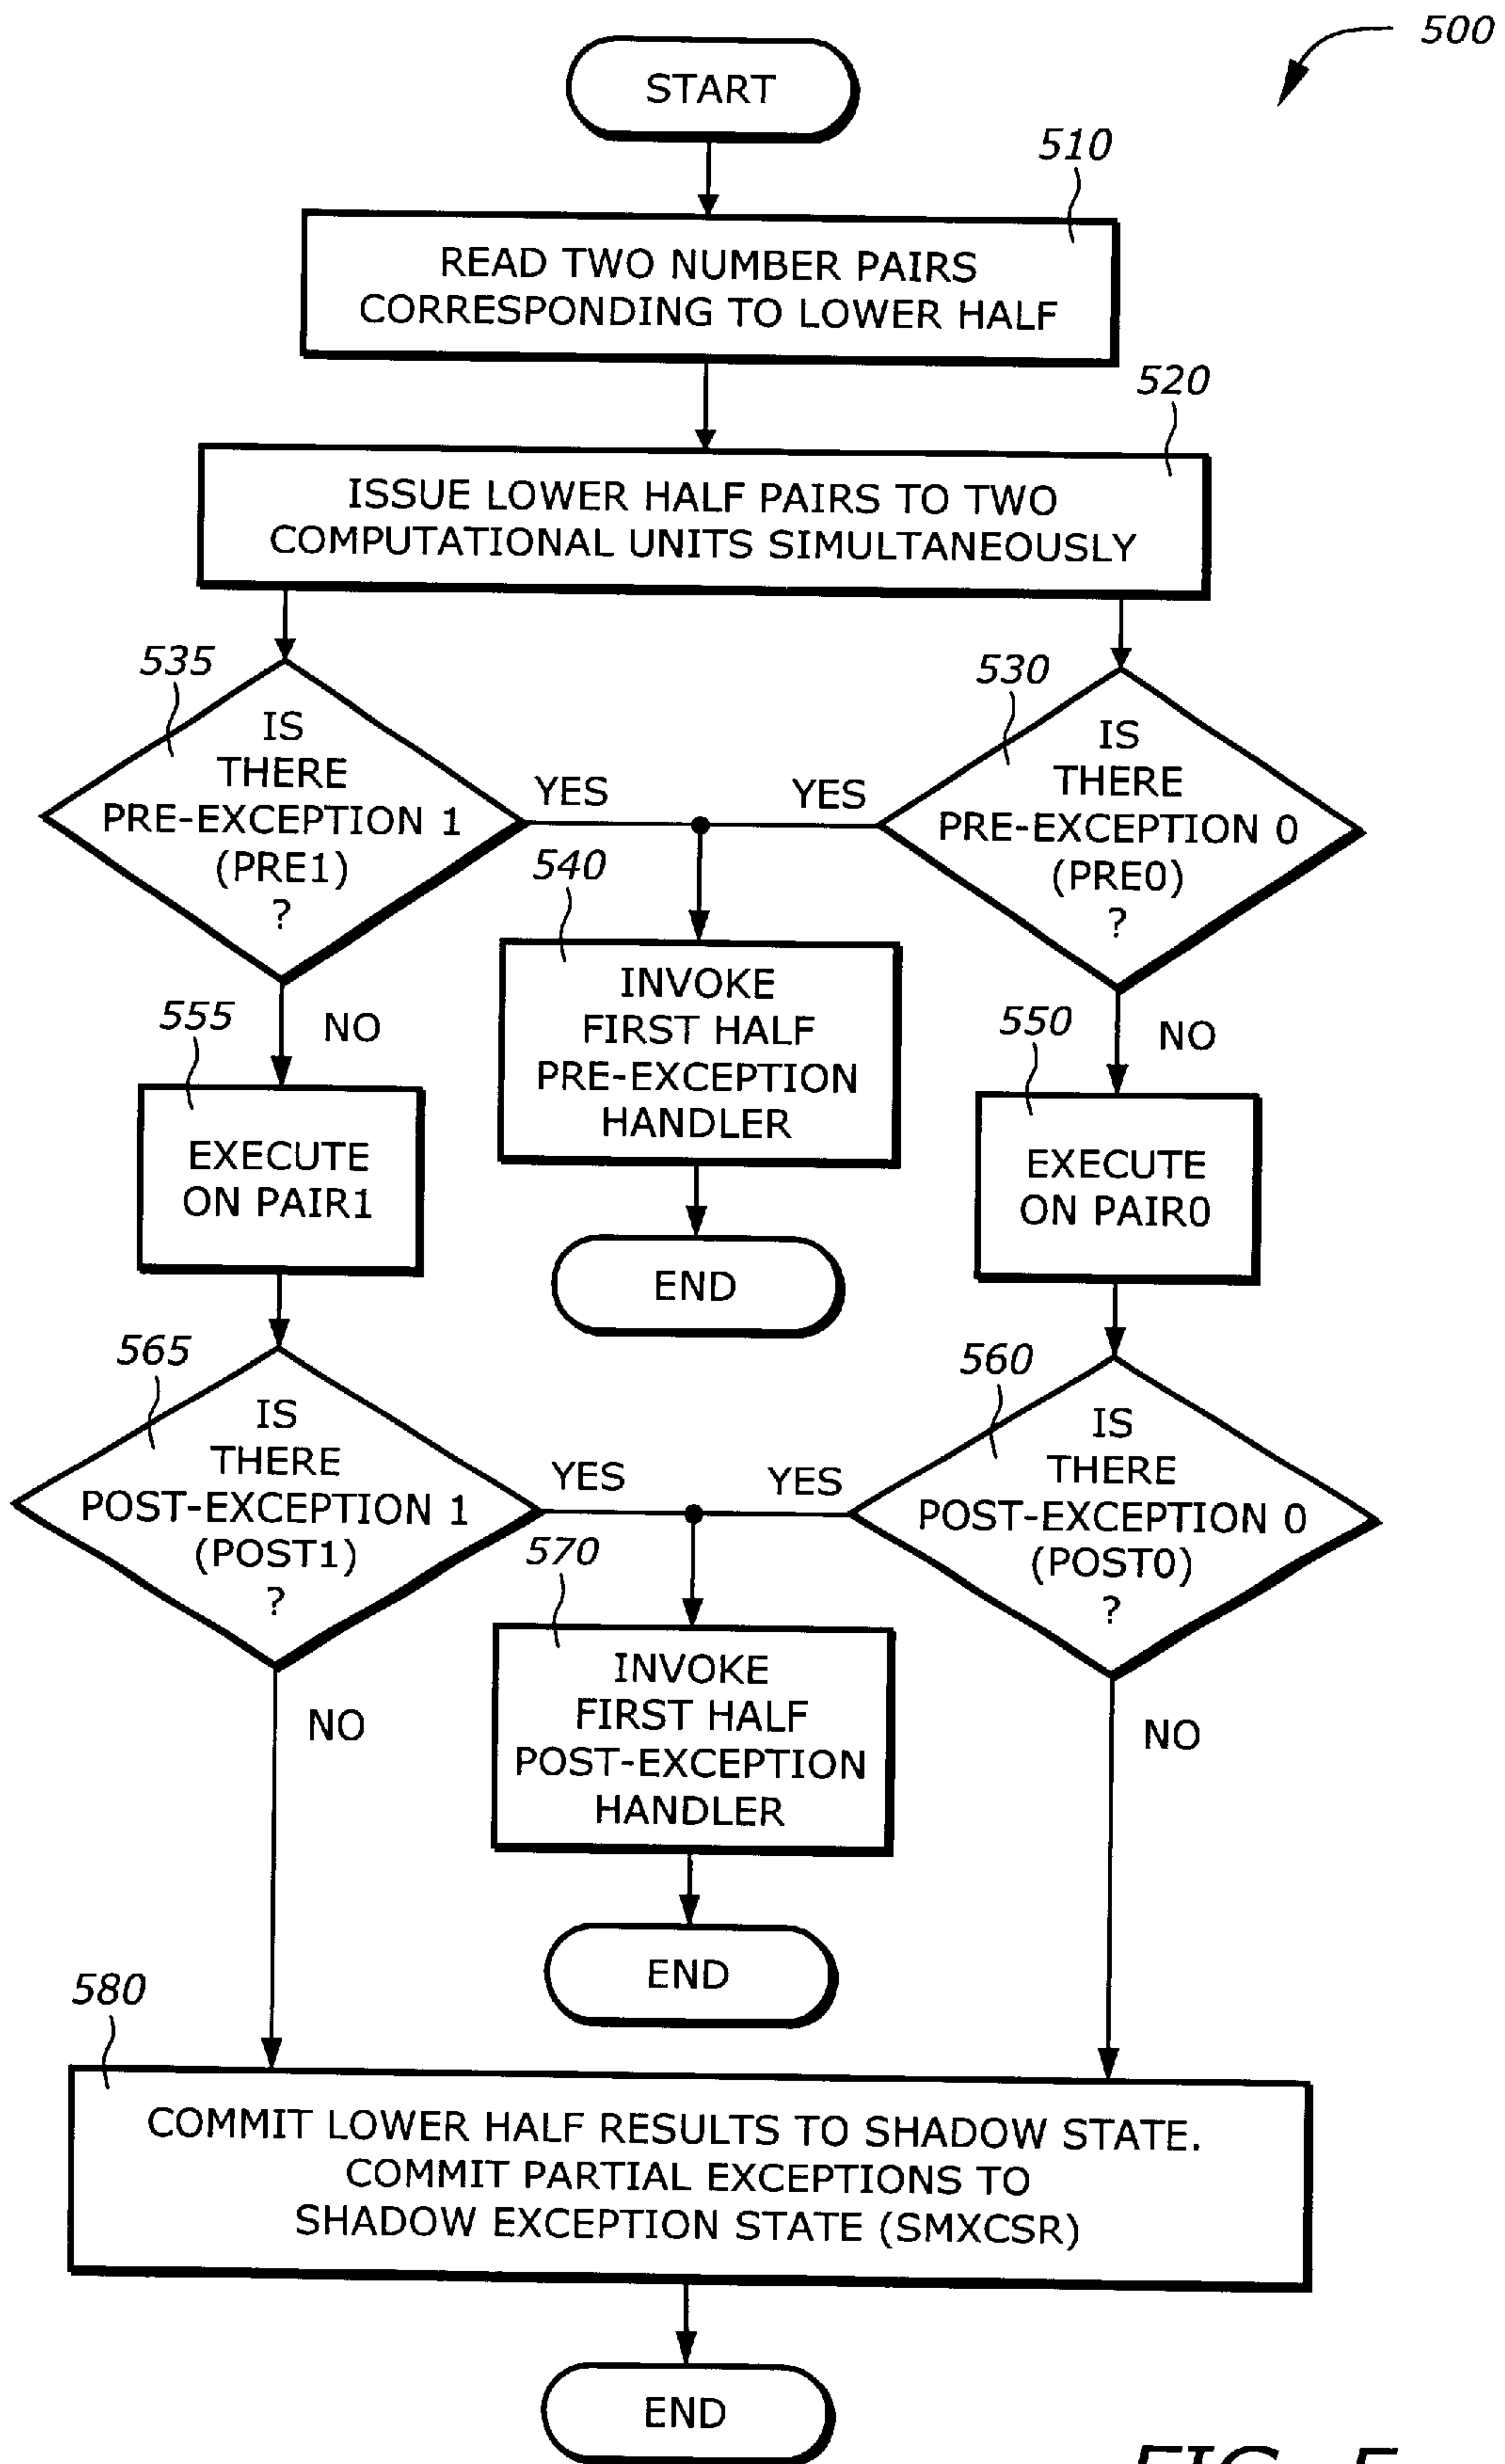 500
START
510
READ TWO NUMBER PAIRS
CORRESPONDING TO LOWER HALF
520
ISSUE LOWER HALF PAIRS TO TWO
COMPUTATIONAL UNITS SIMULTANEOUSLY
535
IS
THERE
PRE-EXCEPTION 1
(PRE1)
?
YES
530
IS
THERE
PRE-EXCEPTION 0
(PRE0)
?
YES
540
INVOKE
FIRST HALF
PRE-EXCEPTION
HANDLER
END
NO
555
EXECUTE
ON PAIR1
NO
550
EXECUTE
ON PAIR0
565
IS
THERE
POST-EXCEPTION 1
(POST1)
?
YES
560
IS
THERE
POST-EXCEPTION 0
(POST0)
?
YES
570
INVOKE
FIRST HALF
POST-EXCEPTION
HANDLER
END
NO
NO
580
COMMIT LOWER HALF RESULTS TO SHADOW STATE.
COMMIT PARTIAL EXCEPTIONS TO
SHADOW EXCEPTION STATE (SMXCSR)
END